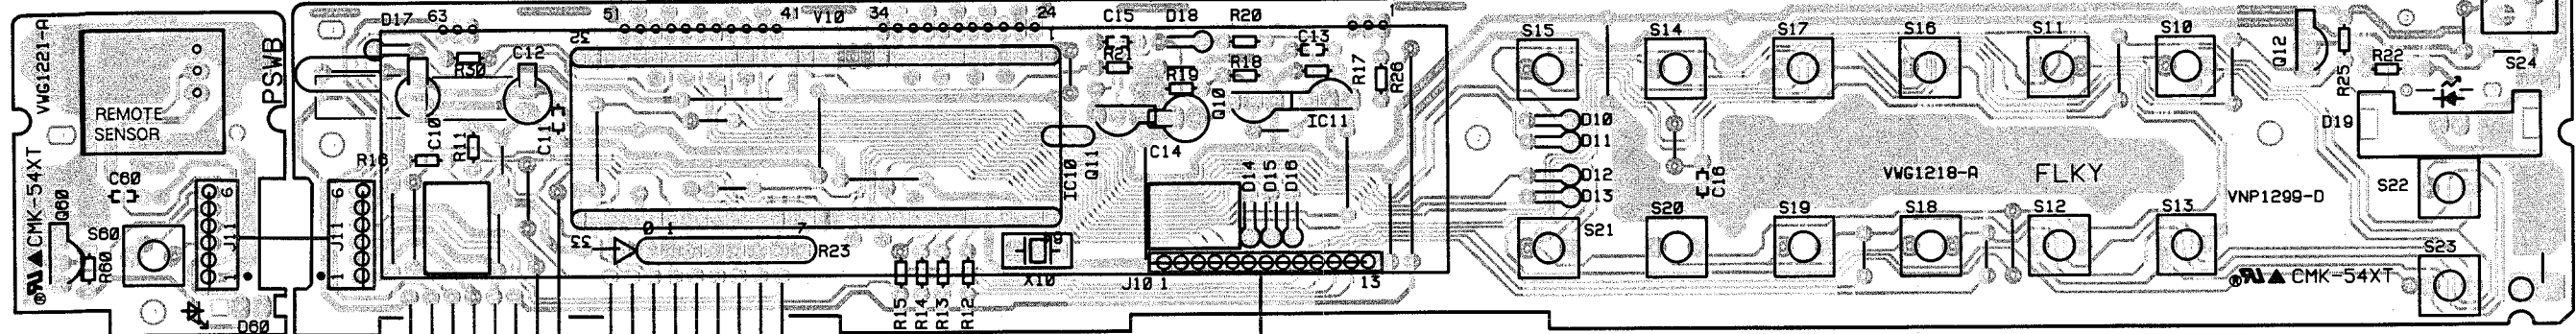 VWG1221-A
REMOTE
SENSOR
PSWB
CMK-54XT
C60
Q60
S60
R60
J11
6
1
D60
D17
63
51
41
V10
34
24
1
C15
D18
R20
1
R30
C12
32
1
R21
R19
R18
C13
R17
R26
C10
R11
C11
R16
Q10
IC11
C14
IC10
Q11
D14
D15
D16
J11
6
1
33
0 1
7
R23
X10
J10
1
13
R15
R14
R13
R12
S15
S14
S17
S16
S11
S10
Q12
R25
R22
S24
D10
D11
D12
D13
C16
VWG1218-A
FLKY
D19
S22
VNP1299-D
S21
S20
S19
S18
S12
S13
S23
CMK-54XT